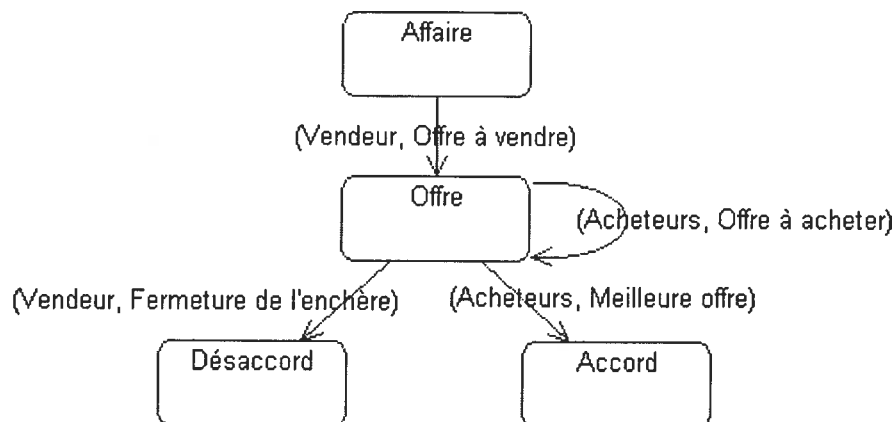 Affaire
(Vendeur, Offre à vendre)
Offre
(Acheteurs, Offre à acheter)
(Vendeur, Fermeture de l'enchère)
(Acheteurs, Meilleure offre)
Désaccord
Accord